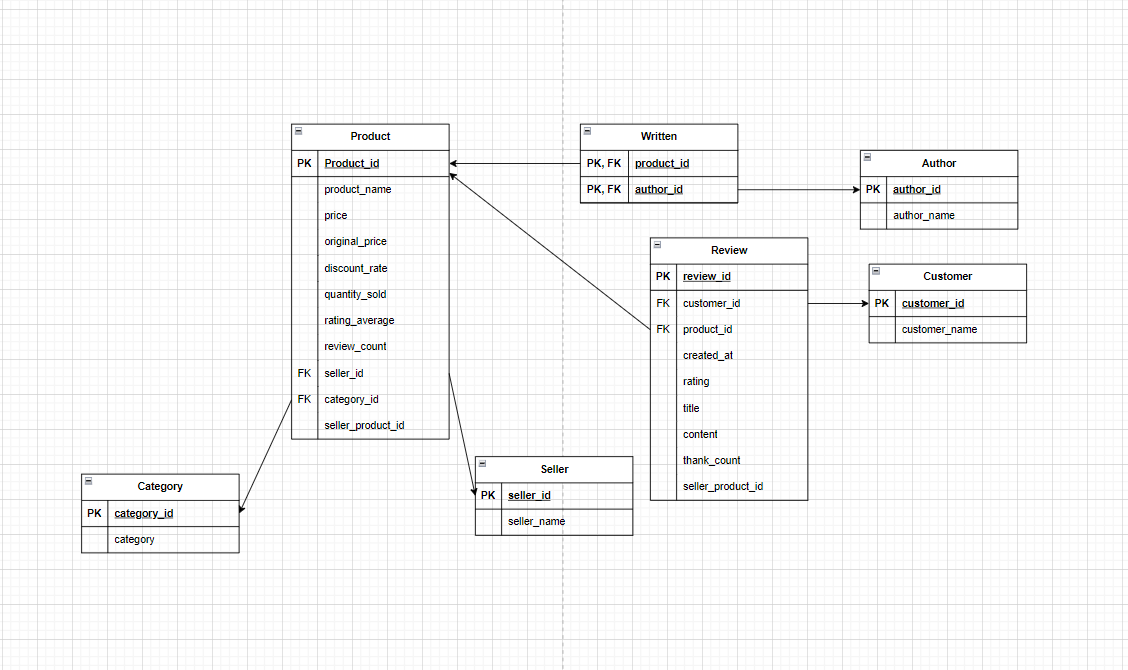 Product
PK Product_id
product_name
price
original_price
discount_rate
quantity_sold
rating_average
review_count
FK seller_id
FK category_id
seller_product_id
Written
PK, FK product_id
PK, FK author_id
Author
PK author_id
author_name
Review
PK review_id
FK customer_id
FK product_id
created_at
rating
title
content
thank_count
seller_product_id
Customer
PK customer_id
customer_name
Category
PK category_id
category
Seller
PK seller_id
seller_name